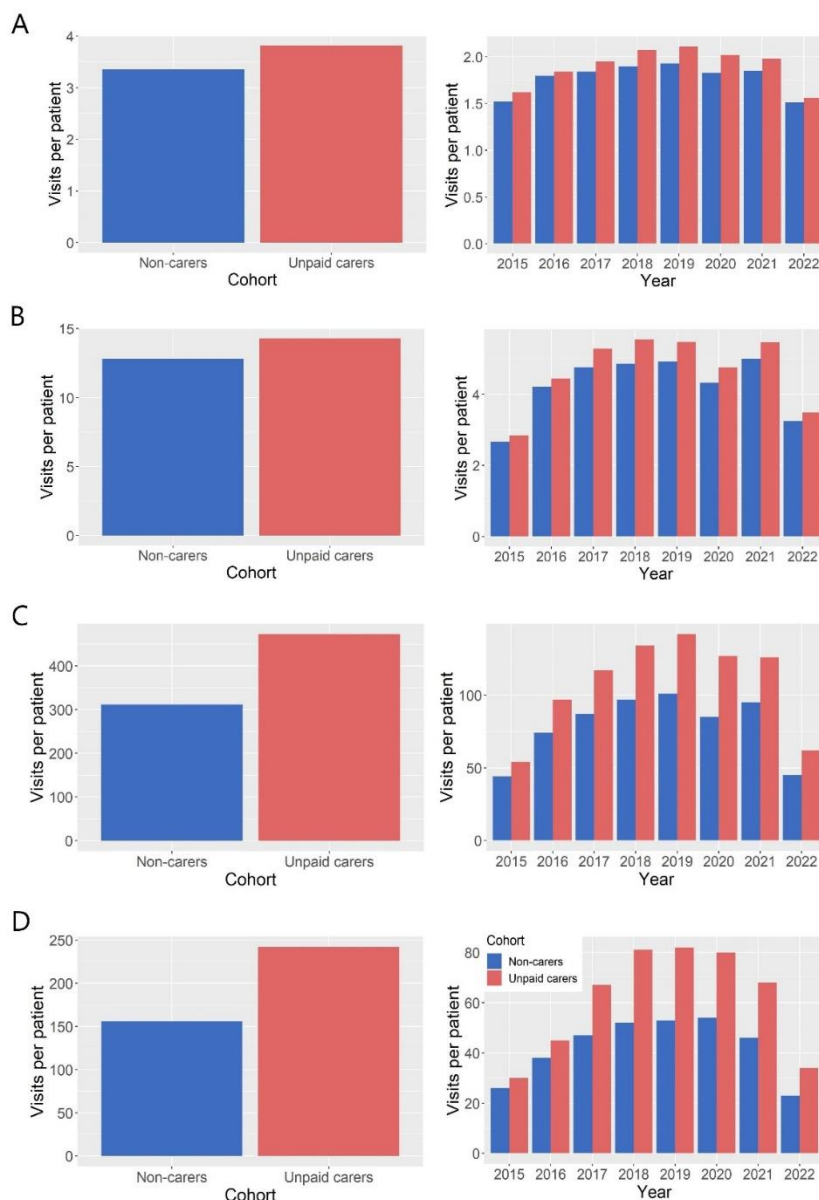 A
Visits per patient
4
3
2
1
0
Non-carers Unpaid carers
Cohort
Visits per patient
2.0
1.5
1.0
0.5
0.0
2015 2016 2017 2018 2019 2020 2021 2022
Year
B
Visits per patient
15
10
5
0
Non-carers Unpaid carers
Cohort
Visits per patient
4
2
0
2015 2016 2017 2018 2019 2020 2021 2022
Year
C
Visits per patient
400
300
200
100
0
Non-carers Unpaid carers
Cohort
Visits per patient
100
50
0
2015 2016 2017 2018 2019 2020 2021 2022
Year
D
Visits per patient
250
200
150
100
50
0
Non-carers Unpaid carers
Cohort
Visits per patient
80
60
40
20
0
Cohort
Non-carers
Unpaid carers
2015 2016 2017 2018 2019 2020 2021 2022
Year